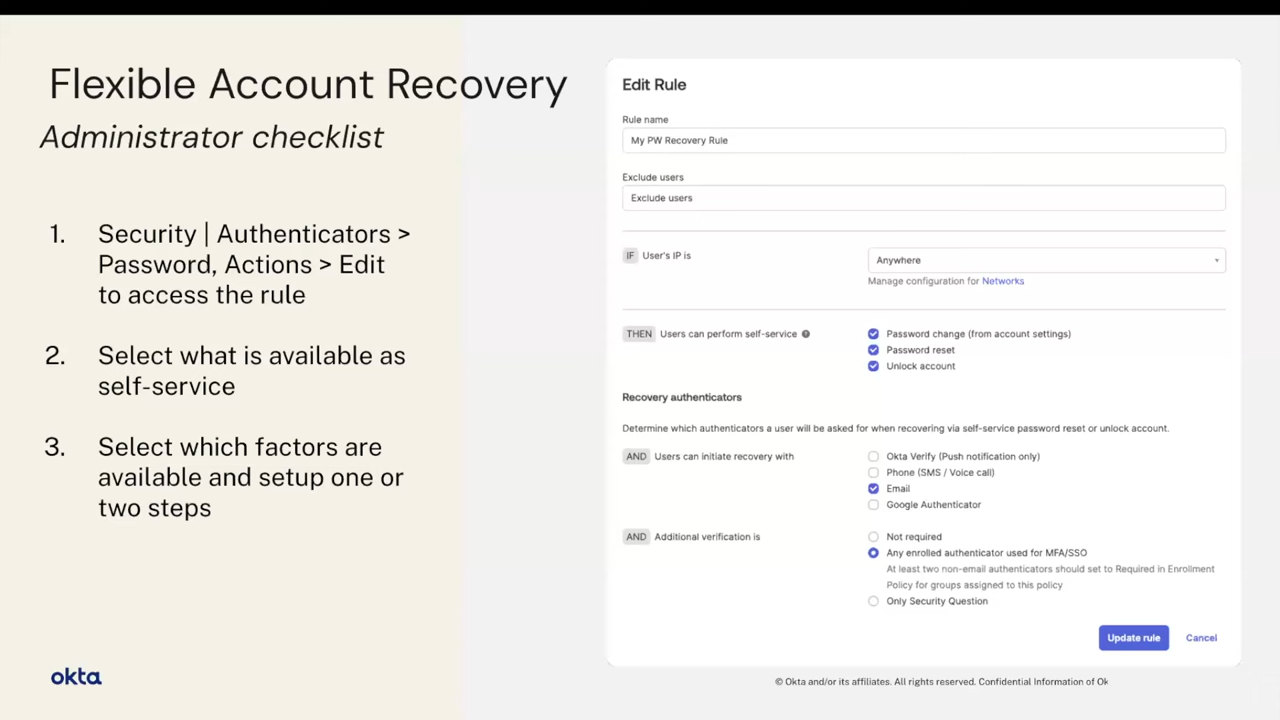 Flexible Account Recovery
Administrator checklist
1. Security | Authenticators >
Password, Actions > Edit
to access the rule
2. Select what is available as
self-service
3. Select which factors are
available and setup one or
two steps
okta
Edit Rule
Rule name
My PW Recovery Rule
Exclude users
Exclude users
IF User's IP is
Anywhere
Manage configuration for Networks
THEN Users can perform self-service
Password change (from account settings)
Password reset
Unlock account
Recovery authenticators
Determine which authenticators a user will be asked for when recovering via self-service password reset or unlock account.
AND Users can initiate recovery with
Okta Verify (Push notification only)
Phone (SMS / Voice call)
Email
Google Authenticator
AND Additional verification is
Not required
Any enrolled authenticator used for MFA/SSO
At least two non-email authenticators should set to Required in Enrollment
Policy for groups assigned to this policy
Only Security Question
Update rule Cancel
© Okta and/or its affiliates. All rights reserved. Confidential Information of Ok